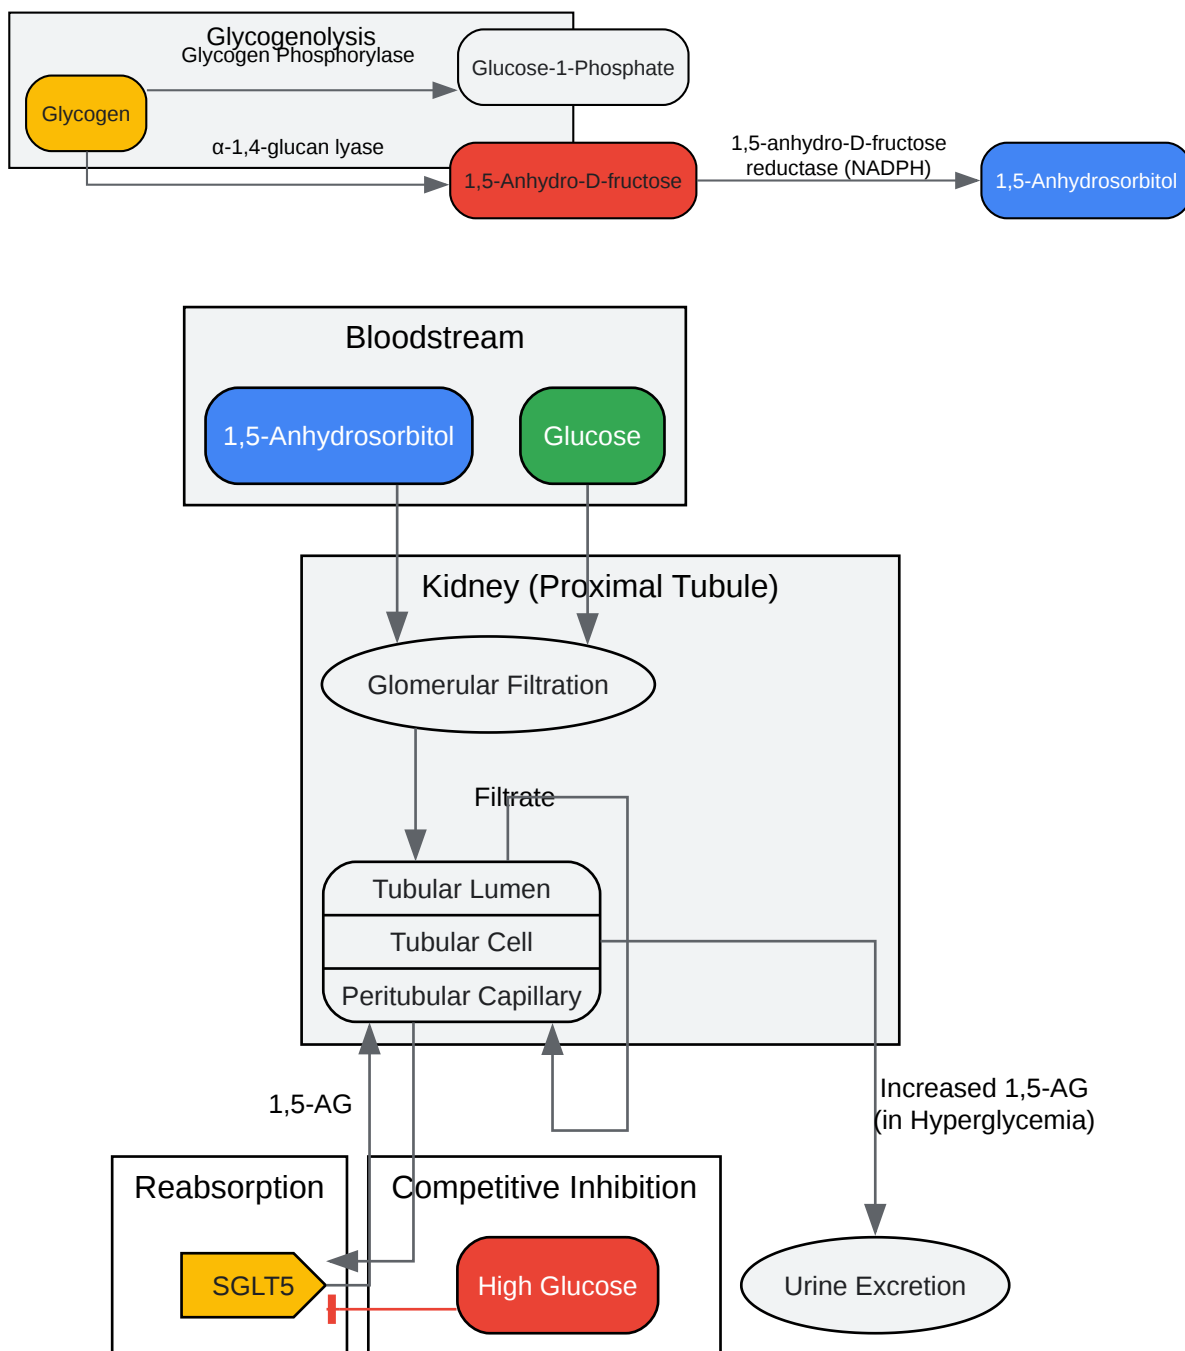 Glycogenolysis
Glycogen Phosphorylase
Glucose-1-Phosphate
Glycogen
α-1,4-glucan lyase
1,5-Anhydro-D-fructose
1,5-anhydro-D-fructose
reductase (NADPH)
1,5-Anhydrosorbitol
Bloodstream
1,5-Anhydrosorbitol
Glucose
Kidney (Proximal Tubule)
Glomerular Filtration
Filtrate
Tubular Lumen
Tubular Cell
Peritubular Capillary
1,5-AG
Increased 1,5-AG
(in Hyperglycemia)
Reabsorption
Competitive Inhibition
SGLT5
High Glucose
Urine Excretion